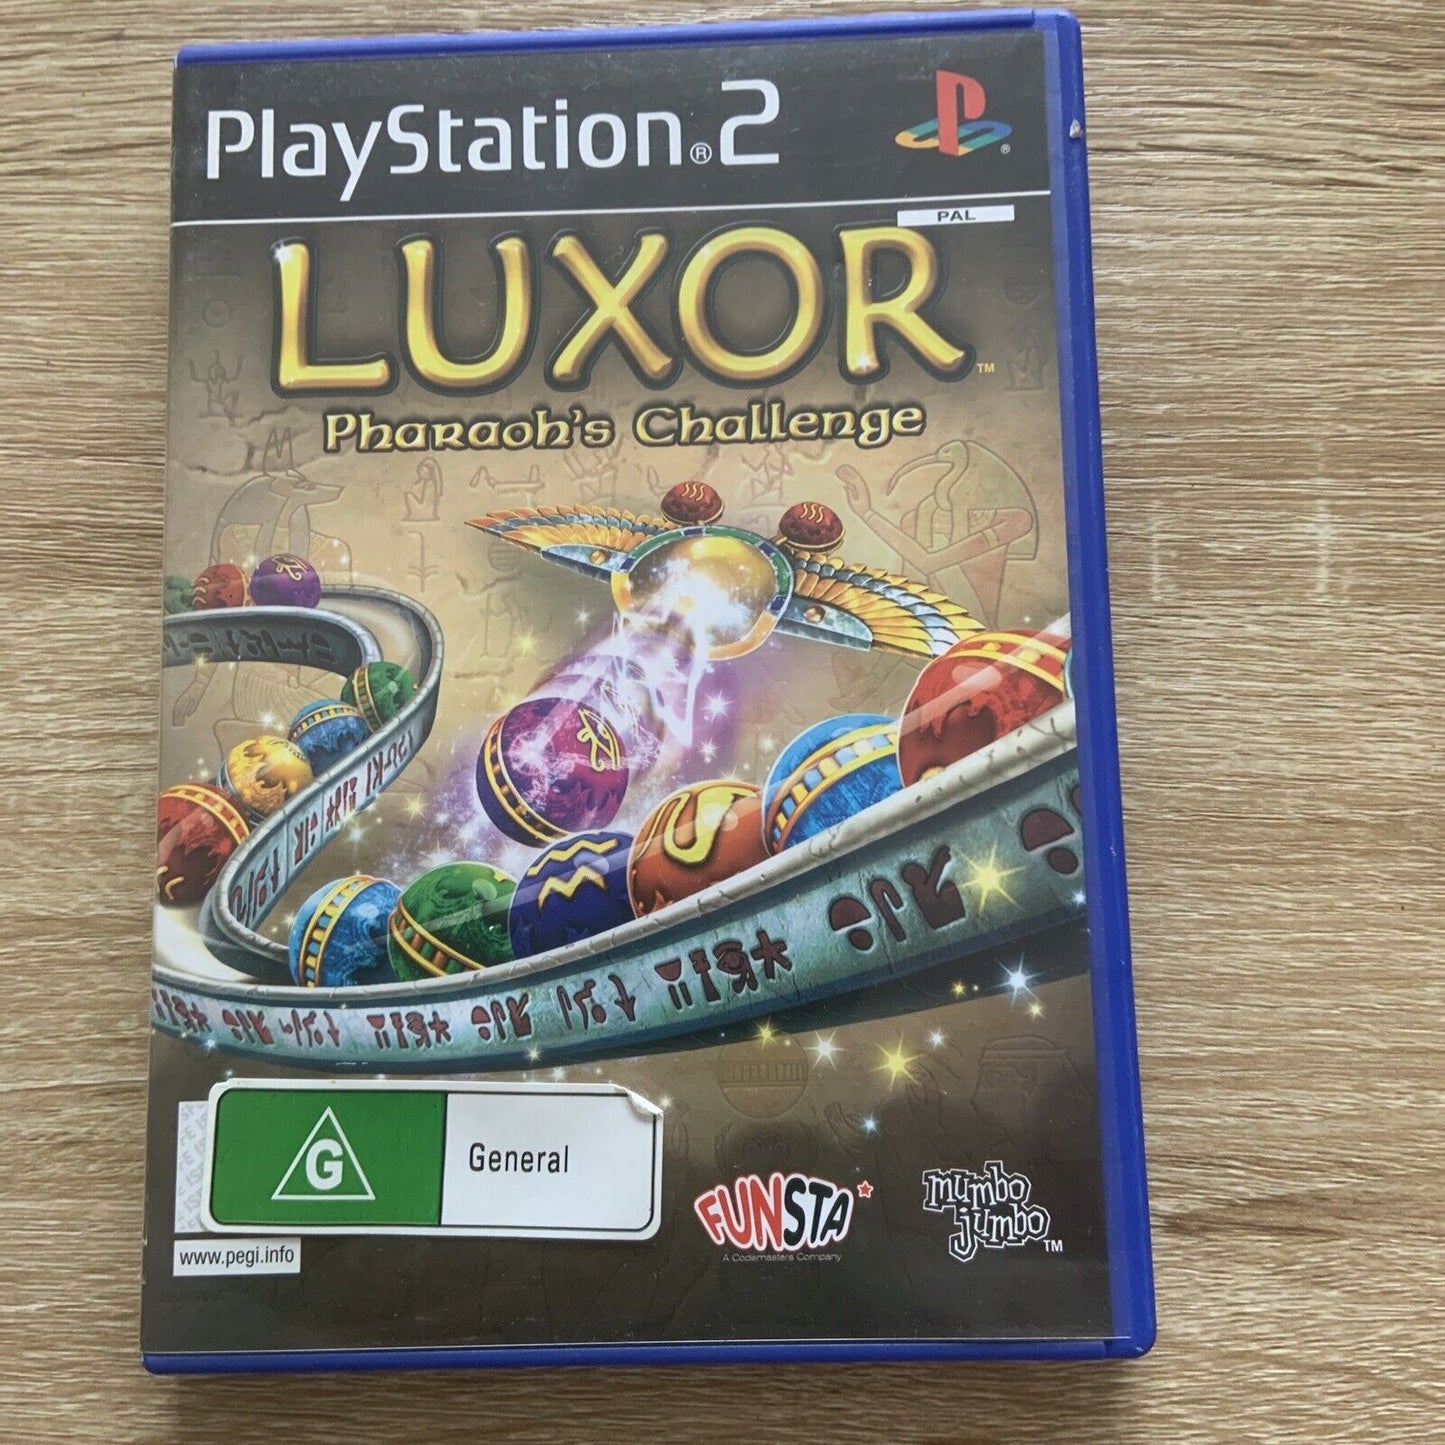 PlayStation®2
PAL
LUXOR™
Pharaoh's Challenge
G
General
www.pegi.info
FUNSTA
A Codemasters Company
mumbo
jumbo™